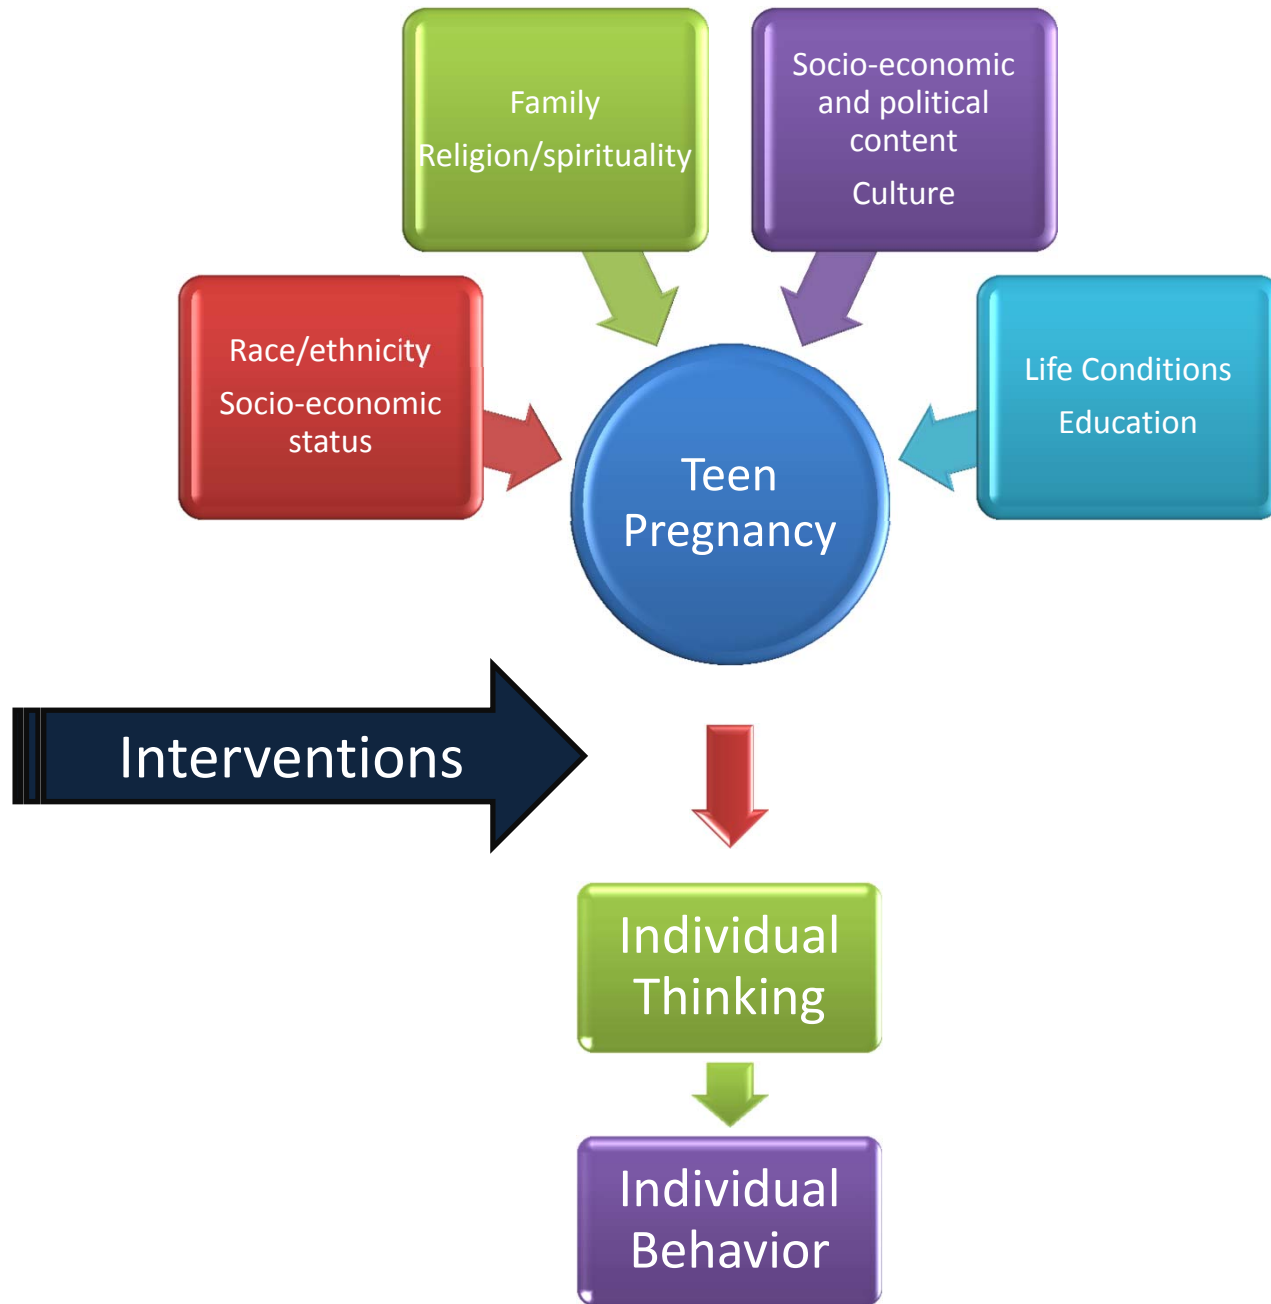 Family
Religion/spirituality
Socio-economic
and political
content
Culture
Race/ethnicity
Socio-economic
status
Life Conditions
Education
Teen
Pregnancy
Interventions
Individual
Thinking
Individual
Behavior